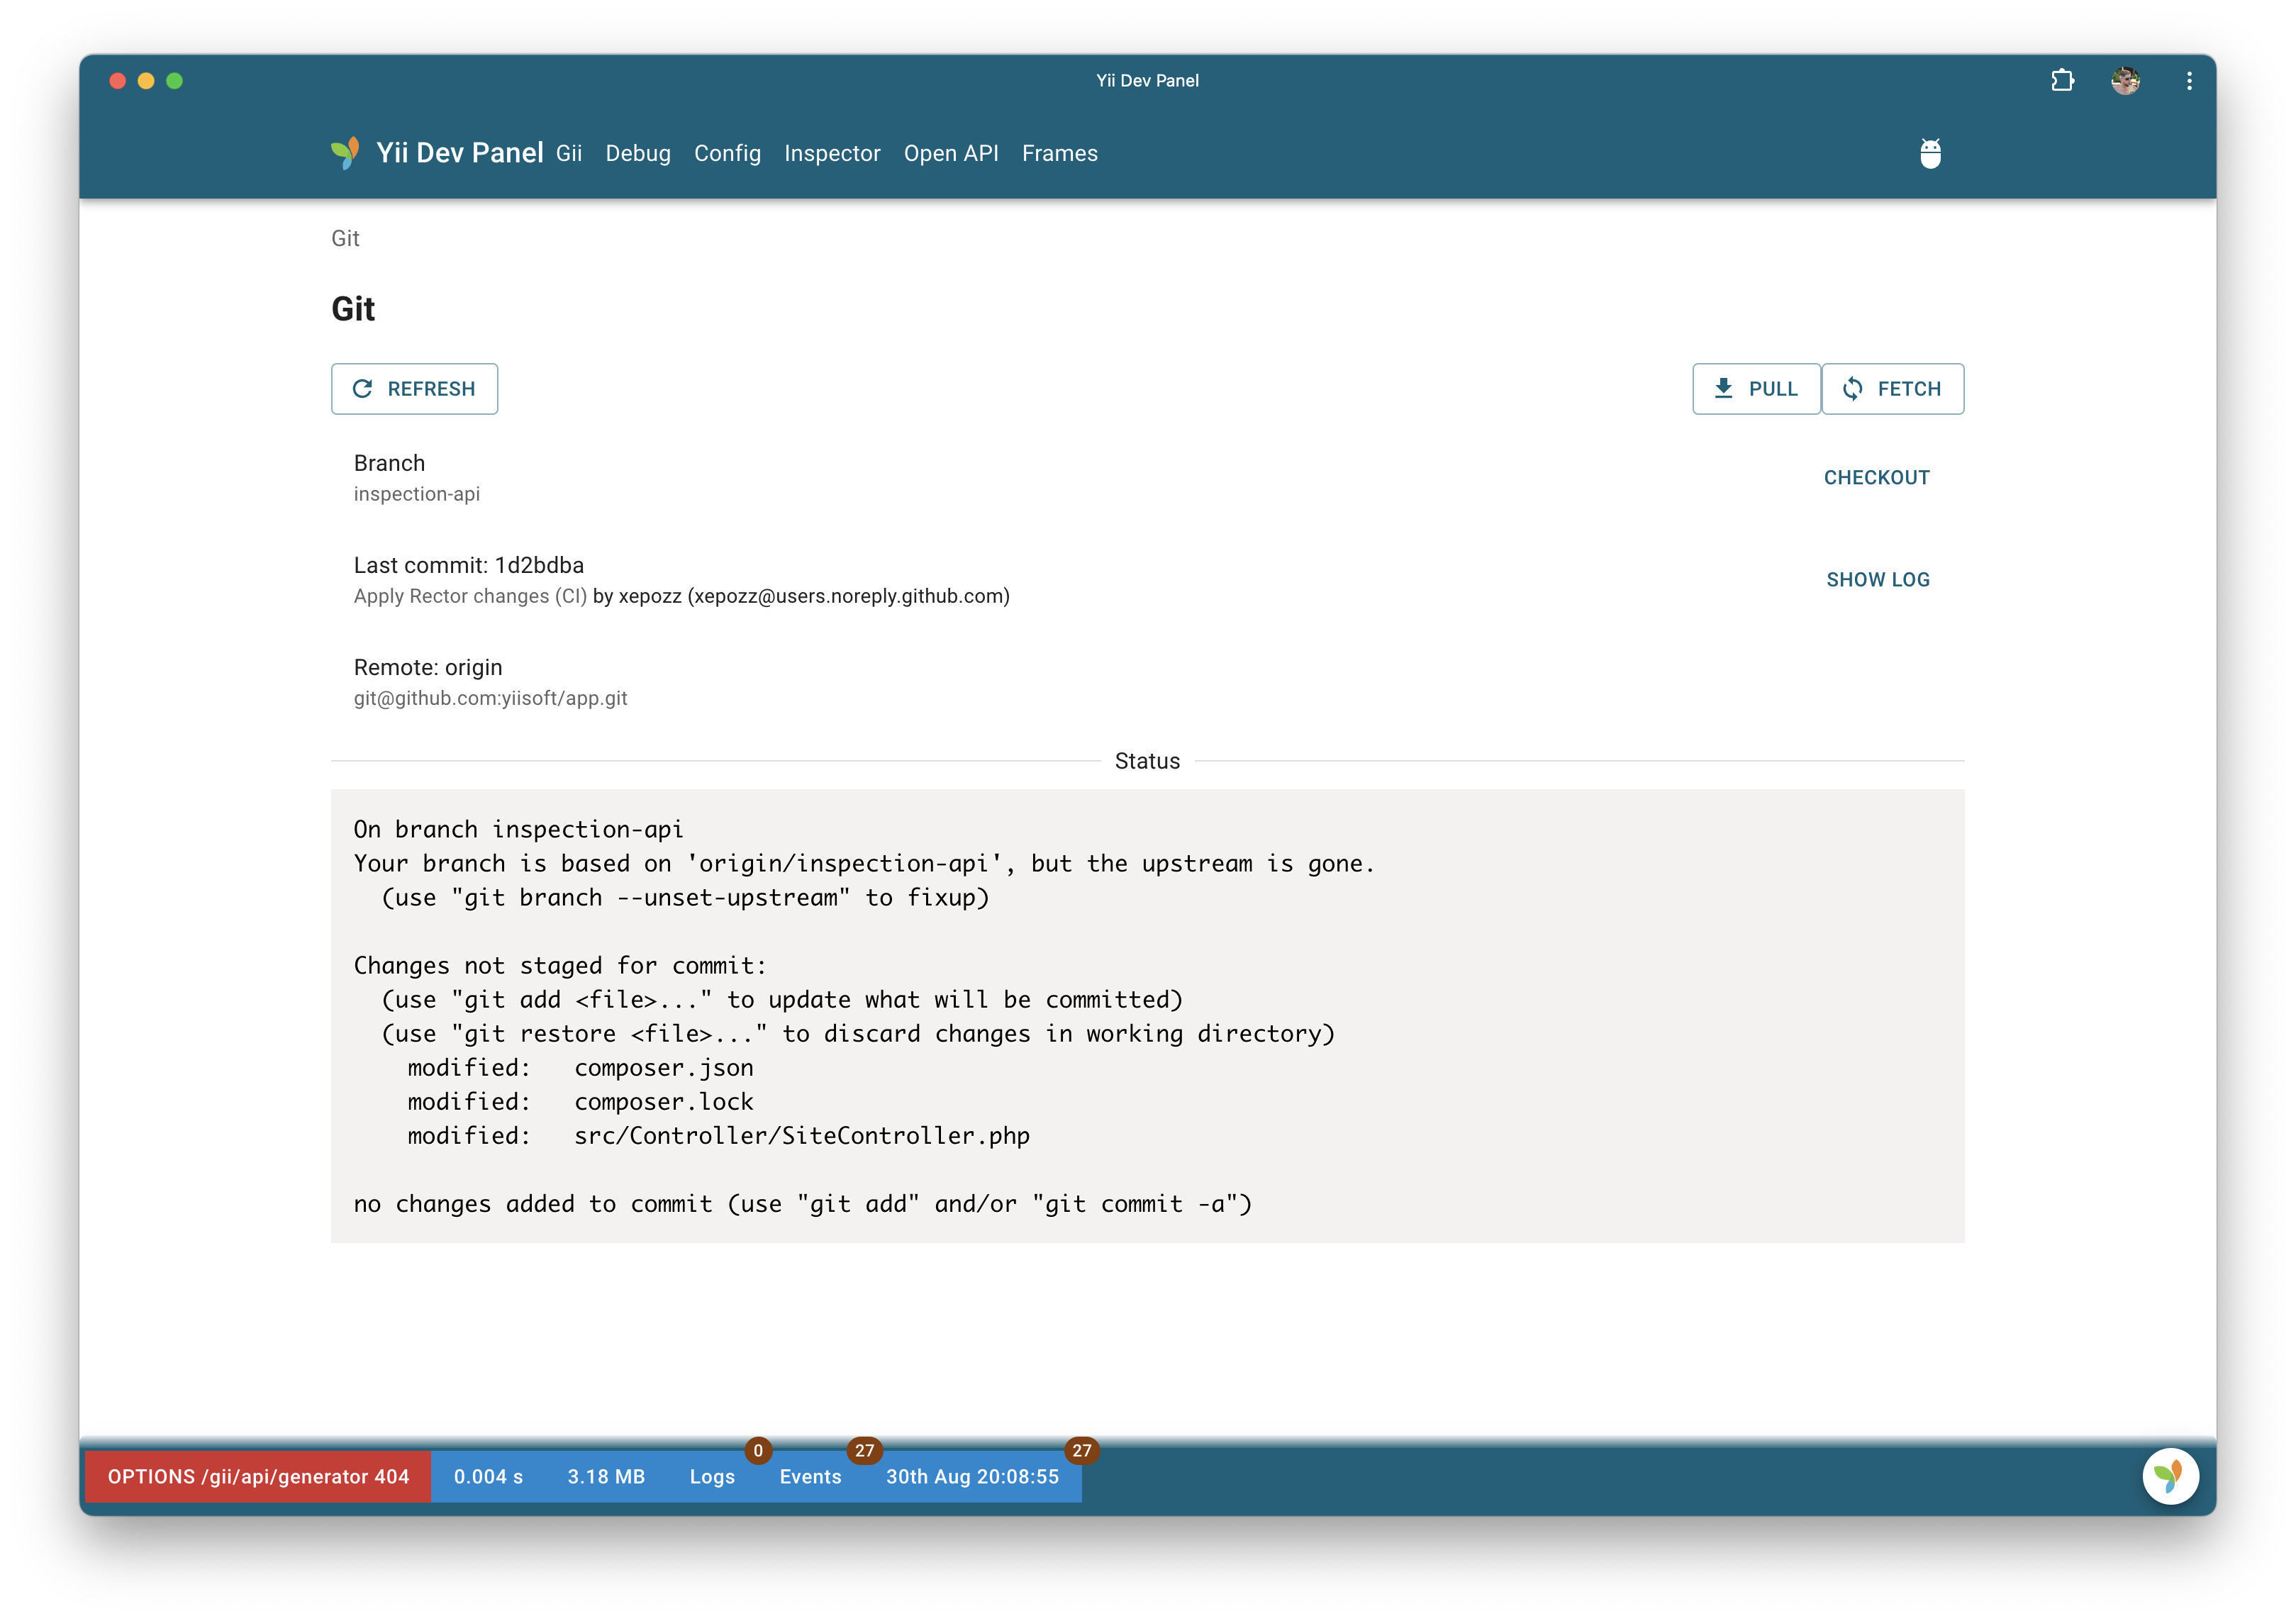 Yii Dev Panel
Yii Dev Panel Gii Debug Config Inspector Open API Frames
Git
Git
REFRESH PULL FETCH
Branch
inspection-api
CHECKOUT
Last commit: 1d2bdba
Apply Rector changes (CI) by xepozz (xepozz@users.noreply.github.com)
SHOW LOG
Remote: origin
git@github.com:yiisoft/app.git
Status
On branch inspection-api
Your branch is based on 'origin/inspection-api', but the upstream is gone.
  (use "git branch --unset-upstream" to fixup)
Changes not staged for commit:
  (use "git add <file>..." to update what will be committed)
  (use "git restore <file>..." to discard changes in working directory)
    modified:   composer.json
    modified:   composer.lock
    modified:   src/Controller/SiteController.php
no changes added to commit (use "git add" and/or "git commit -a")
0 27 27
OPTIONS /gii/api/generator 404 0.004 s 3.18 MB Logs Events 30th Aug 20:08:55